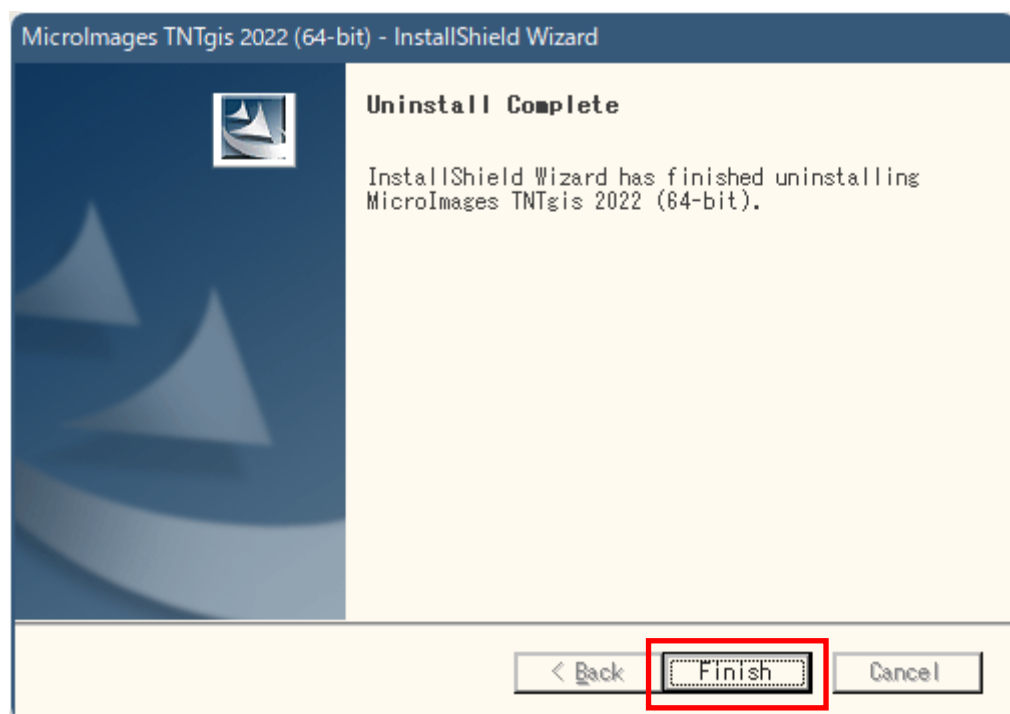 MicroImages TNTgis 2022 (64-bit) - InstallShield Wizard
Uninstall Complete
InstallShield Wizard has finished uninstalling
MicroImages TNTgis 2022 (64-bit).
< Back
Finish
Cancel